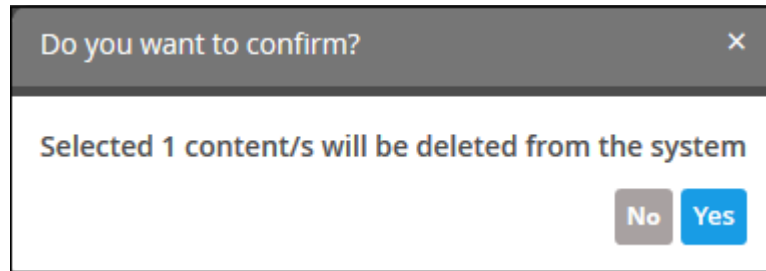 Do you want to confirm? ×
Selected 1 content/s will be deleted from the system
No Yes